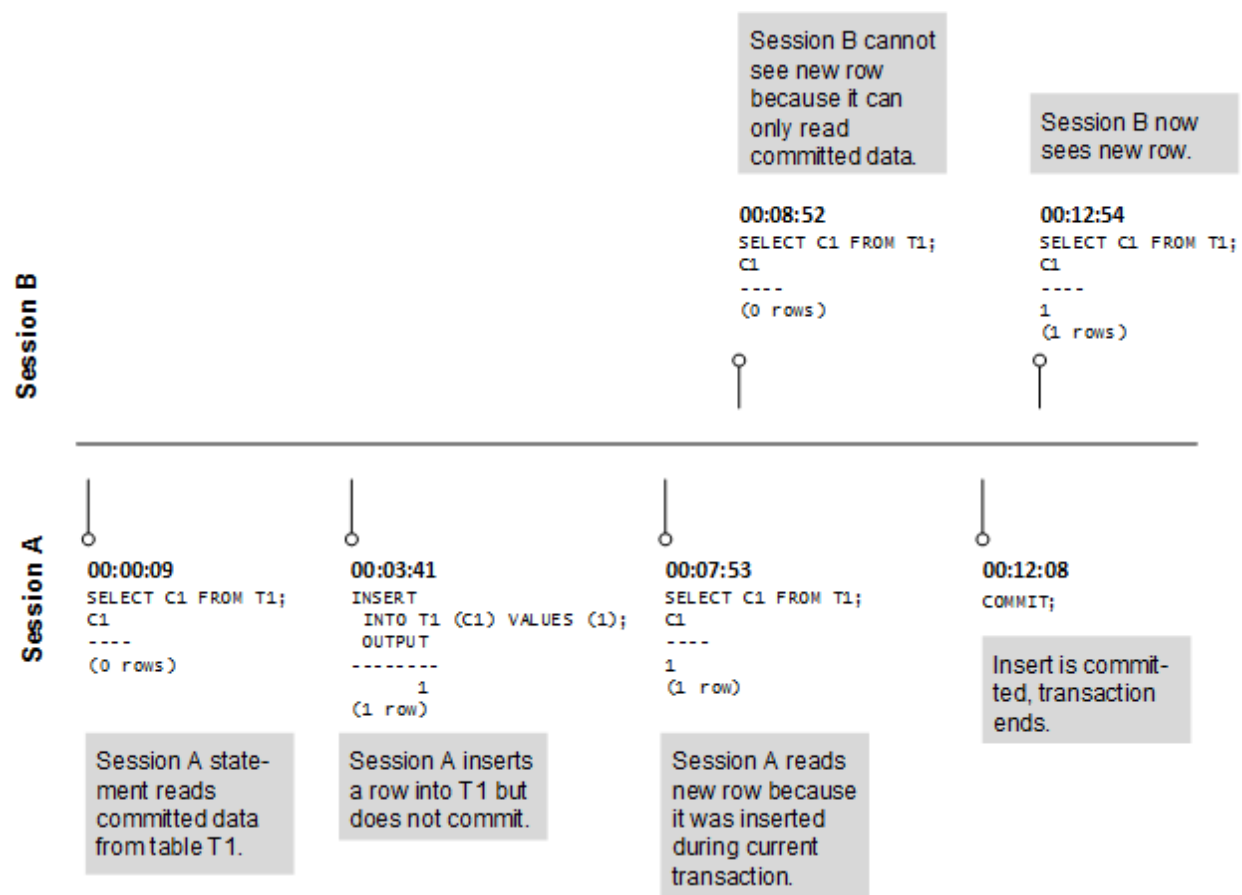 Session B cannot
see new row
because it can
only read
committed data.
Session B now
sees new row.
Session B
00:08:52
SELECT C1 FROM T1;
C1
----
(0 rows)
00:12:54
SELECT C1 FROM T1;
C1
----
1
(1 rows)
Session A
00:00:09
SELECT C1 FROM T1;
C1
----
(0 rows)
Session A state-
ment reads
committed data
from table T1.
00:03:41
INSERT
INTO T1 (C1) VALUES (1);
OUTPUT
--------
1
(1 row)
Session A inserts
a row into T1 but
does not commit.
00:07:53
SELECT C1 FROM T1;
C1
----
1
(1 row)
Session A reads
new row because
it was inserted
during current
transaction.
00:12:08
COMMIT;
Insert is commit-
ted, transaction
ends.